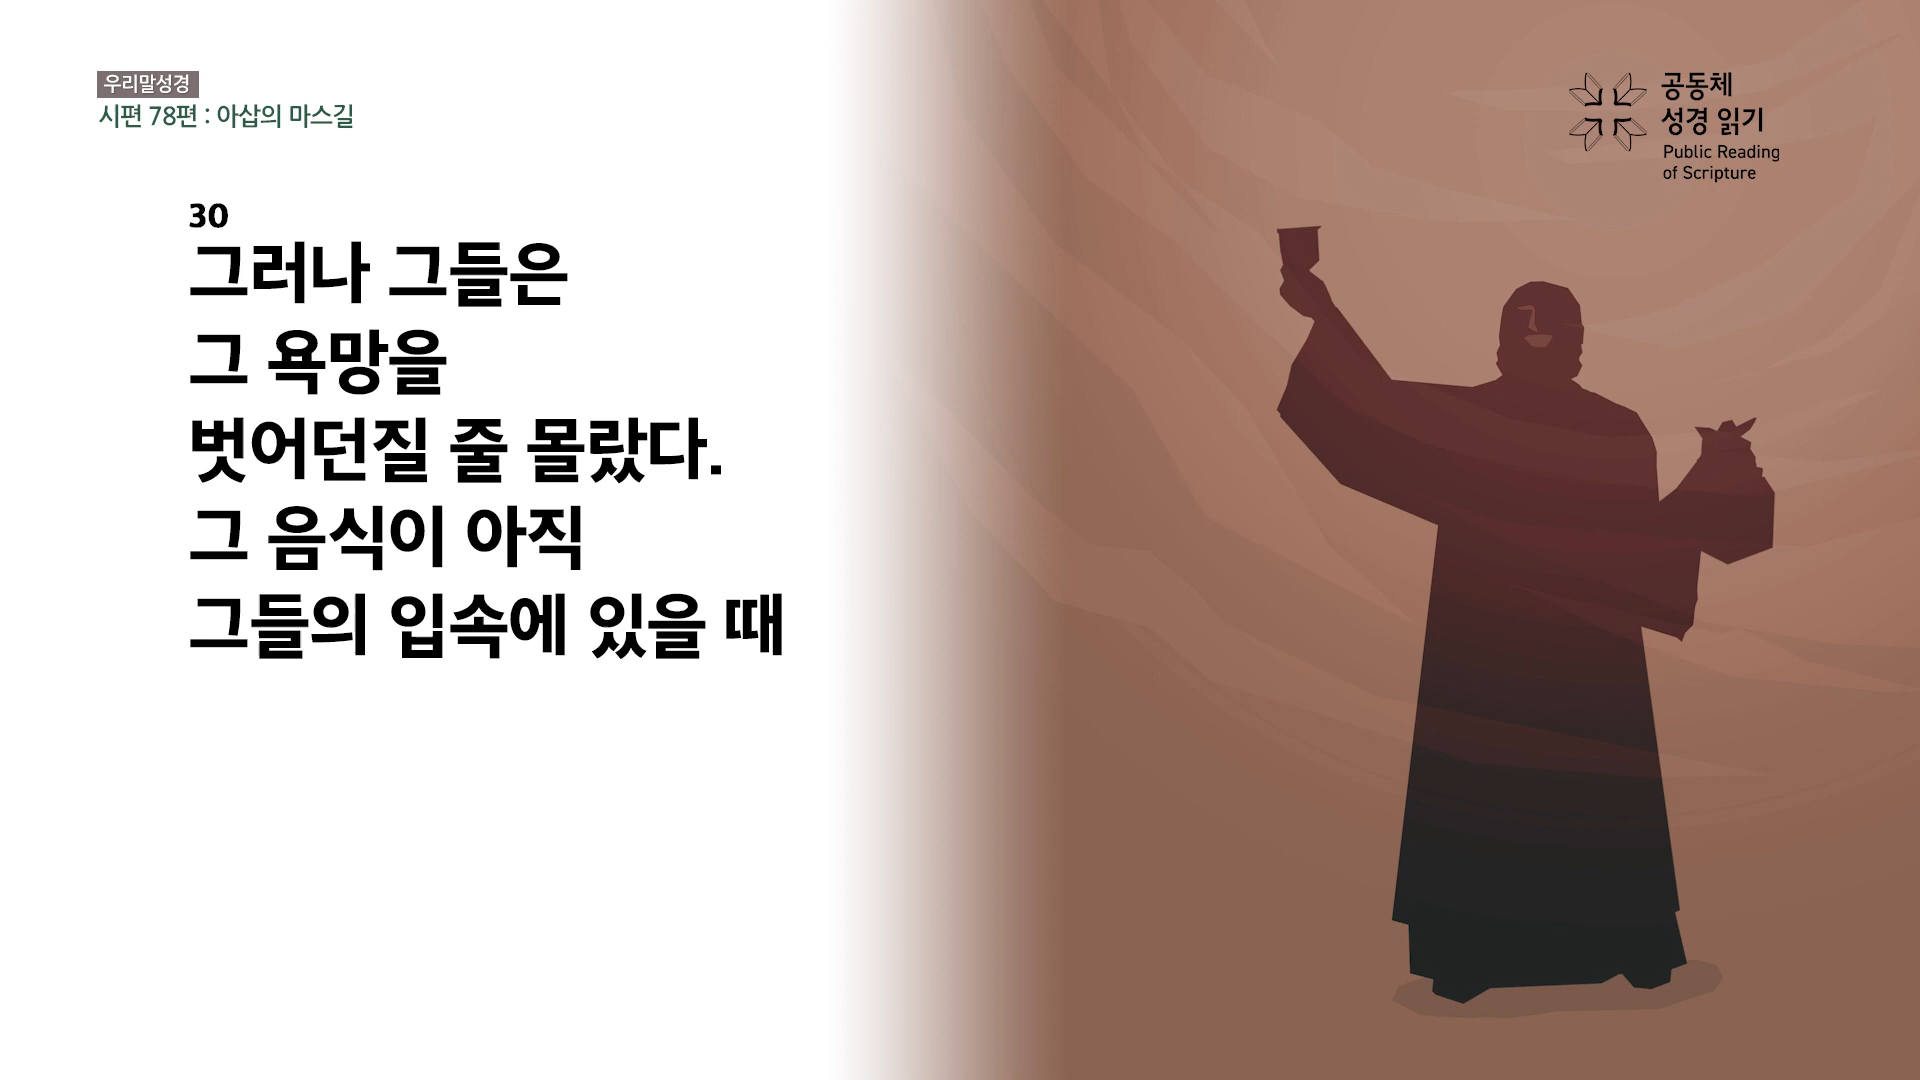 우리말성경
시편 78편 : 아삽의 마스길
공동체
성경 읽기
Public Reading
of Scripture
30
그러나 그들은
그 욕망을
벗어던질 줄 몰랐다.
그 음식이 아직
그들의 입속에 있을 때